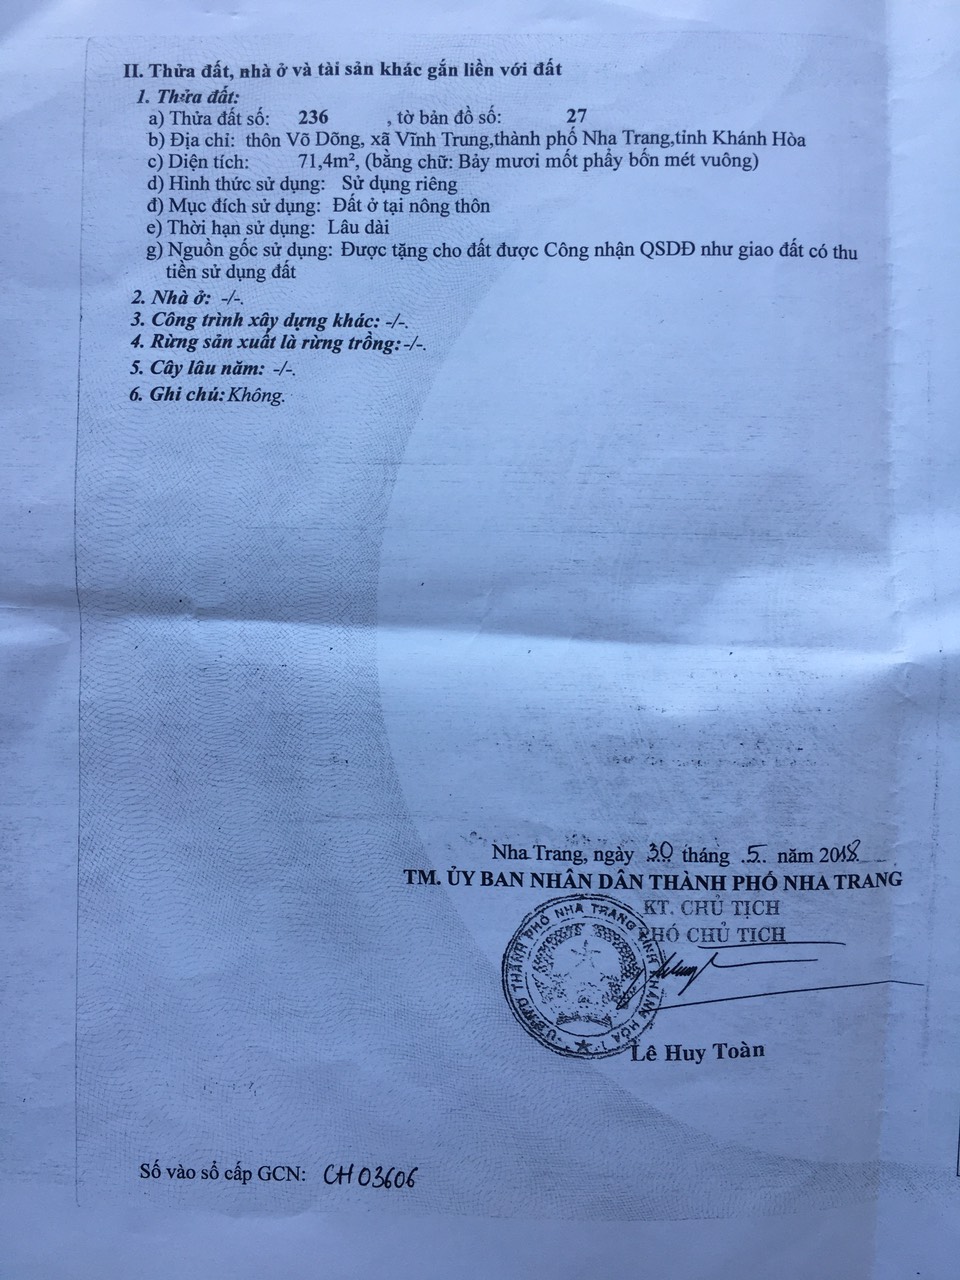 II. Thửa đất, nhà ở và tài sản khác gắn liền với đất
1. Thửa đất:
a) Thửa đất số: 236 , tờ bản đồ số: 27
b) Địa chỉ: thôn Võ Dõng, xã Vĩnh Trung,thành phố Nha Trang,tỉnh Khánh Hòa
c) Diện tích: 71,4m², (bằng chữ: Bảy mươi mốt phẩy bốn mét vuông)
d) Hình thức sử dụng: Sử dụng riêng
đ) Mục đích sử dụng: Đất ở tại nông thôn
e) Thời hạn sử dụng: Lâu dài
g) Nguồn gốc sử dụng: Được tặng cho đất được Công nhận QSDĐ như giao đất có thu
tiền sử dụng đất
2. Nhà ở: -/-.
3. Công trình xây dựng khác: -/-.
4. Rừng sản xuất là rừng trồng:-/-.
5. Cây lâu năm: -/-.
6. Ghi chú:Không.
Nha Trang, ngày 30 tháng .5. năm 2018
TM. ỦY BAN NHÂN DÂN THÀNH PHỐ NHA TRANG
KT. CHỦ TỊCH
PHÓ CHỦ TỊCH
U.B.N.D THÀNH PHỐ NHA TRANG TỈNH KHÁNH HÒA
Lê Huy Toàn
Số vào sổ cấp GCN: CH03606